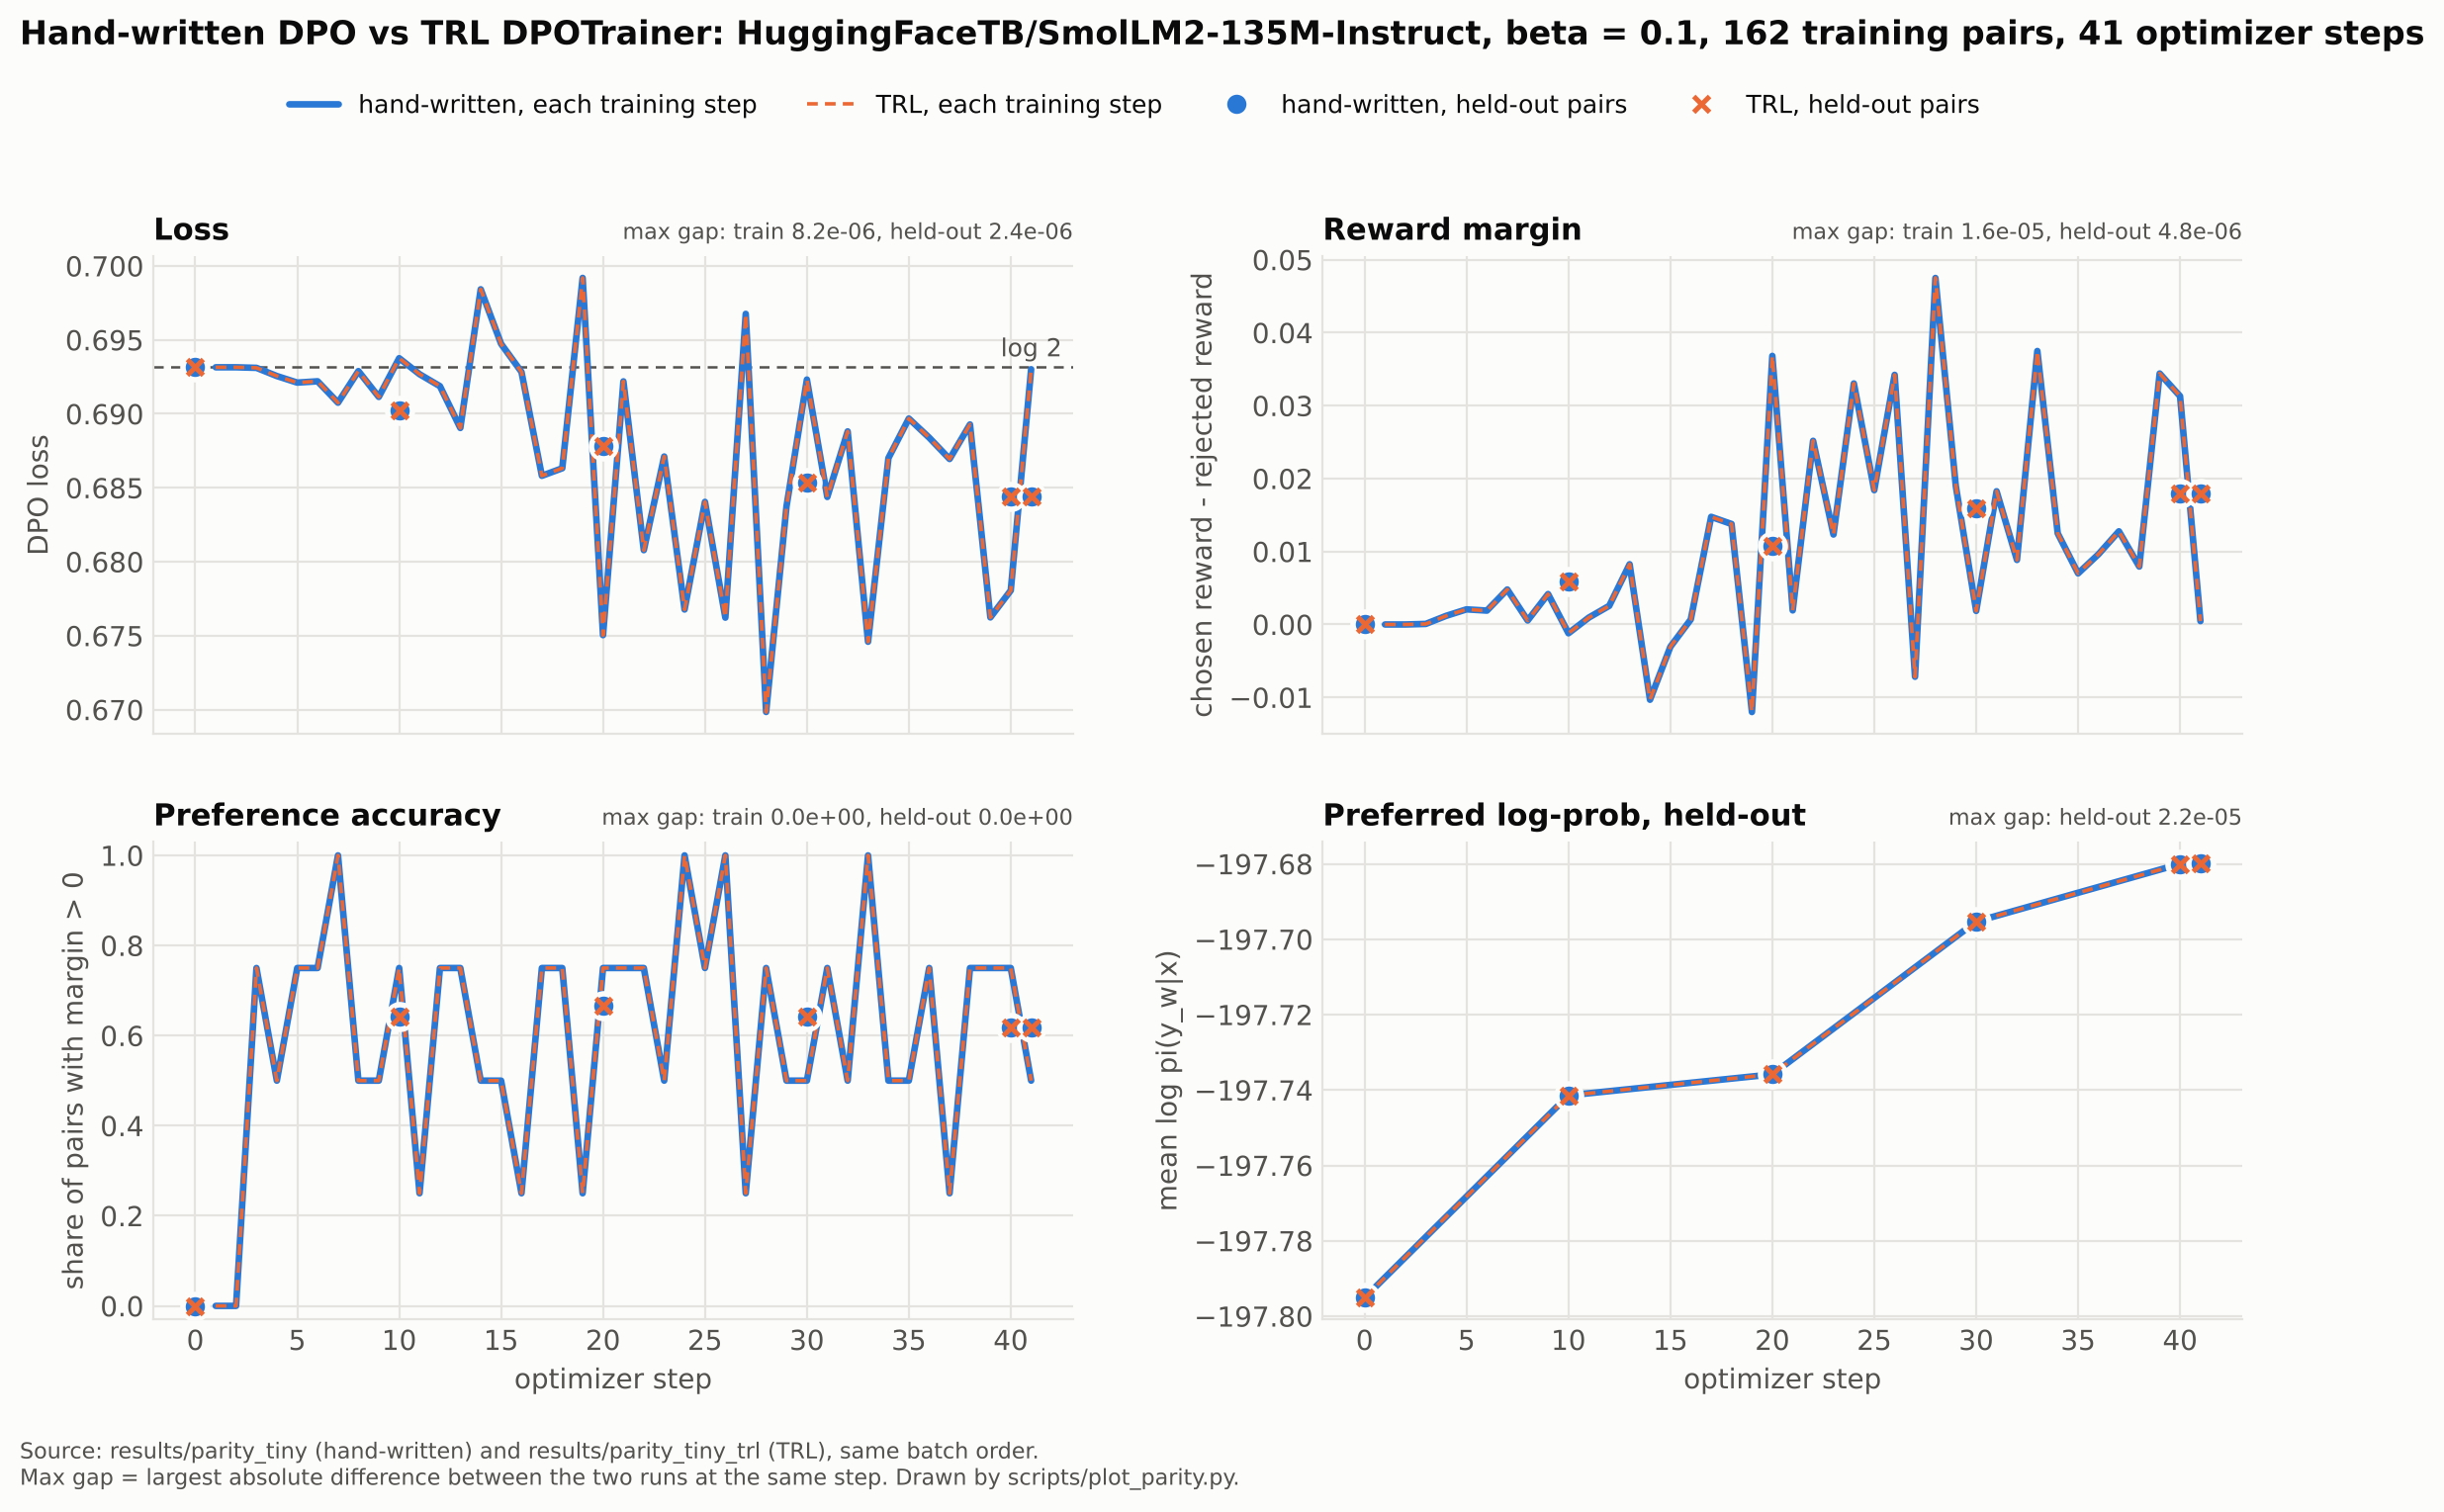 Hand-written DPO vs TRL DPOTrainer: HuggingFaceTB/SmolLM2-135M-Instruct, beta = 0.1, 162 training pairs, 41 optimizer steps
hand-written, each training step
TRL, each training step
hand-written, held-out pairs
TRL, held-out pairs
Loss
max gap: train 8.2e-06, held-out 2.4e-06
DPO loss
0.700
0.695
0.690
0.685
0.680
0.675
0.670
log 2
Reward margin
max gap: train 1.6e-05, held-out 4.8e-06
chosen reward - rejected reward
0.05
0.04
0.03
0.02
0.01
0.00
−0.01
Preference accuracy
max gap: train 0.0e+00, held-out 0.0e+00
share of pairs with margin > 0
1.0
0.8
0.6
0.4
0.2
0.0
0 5 10 15 20 25 30 35 40
optimizer step
Preferred log-prob, held-out
max gap: held-out 2.2e-05
mean log pi(y_w|x)
−197.68
−197.70
−197.72
−197.74
−197.76
−197.78
−197.80
0 5 10 15 20 25 30 35 40
optimizer step
Source: results/parity_tiny (hand-written) and results/parity_tiny_trl (TRL), same batch order.
Max gap = largest absolute difference between the two runs at the same step. Drawn by scripts/plot_parity.py.